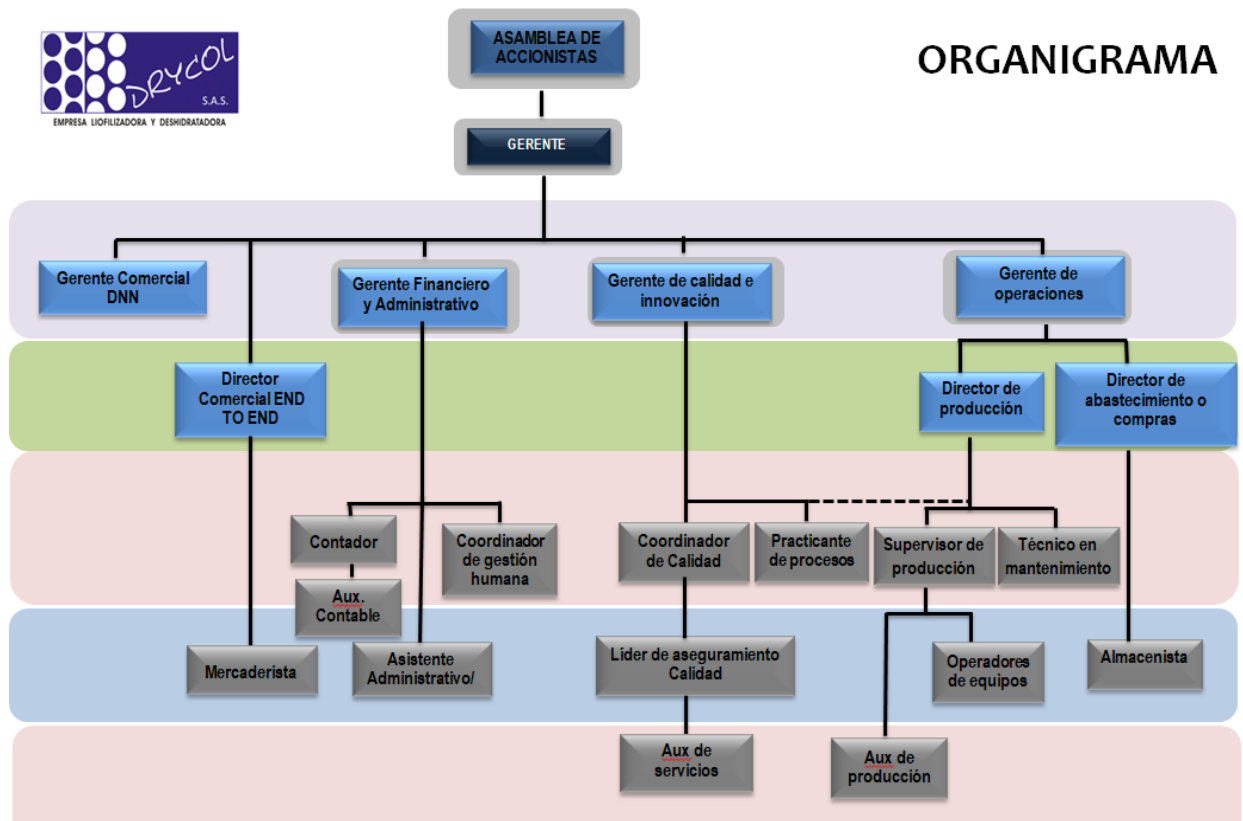 DRYCOL
S.A.S.
EMPRESA LIOFILIZADORA Y DESHIDRATADORA
ORGANIGRAMA
ASAMBLEA DE
ACCIONISTAS
GERENTE
Gerente Comercial
DNN
Gerente Financiero
y Administrativo
Gerente de calidad e
innovación
Gerente de
operaciones
Director
Comercial END
TO END
Director de
producción
Director de
abastecimiento o
compras
Contador
Coordinador
de gestión
humana
Coordinador
de Calidad
Practicante
de procesos
Supervisor de
producción
Técnico en
mantenimiento
Aux.
Contable
Mercaderista
Asistente
Administrativo/
Líder de aseguramiento
Calidad
Operadores
de equipos
Almacenista
Aux de
servicios
Aux de
producción